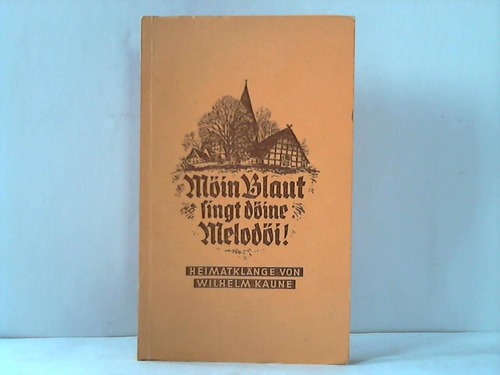 Möin Blaut
singt döine
Melodöi!
HEIMATKLÄNGE VON
WILHELM KAUNE